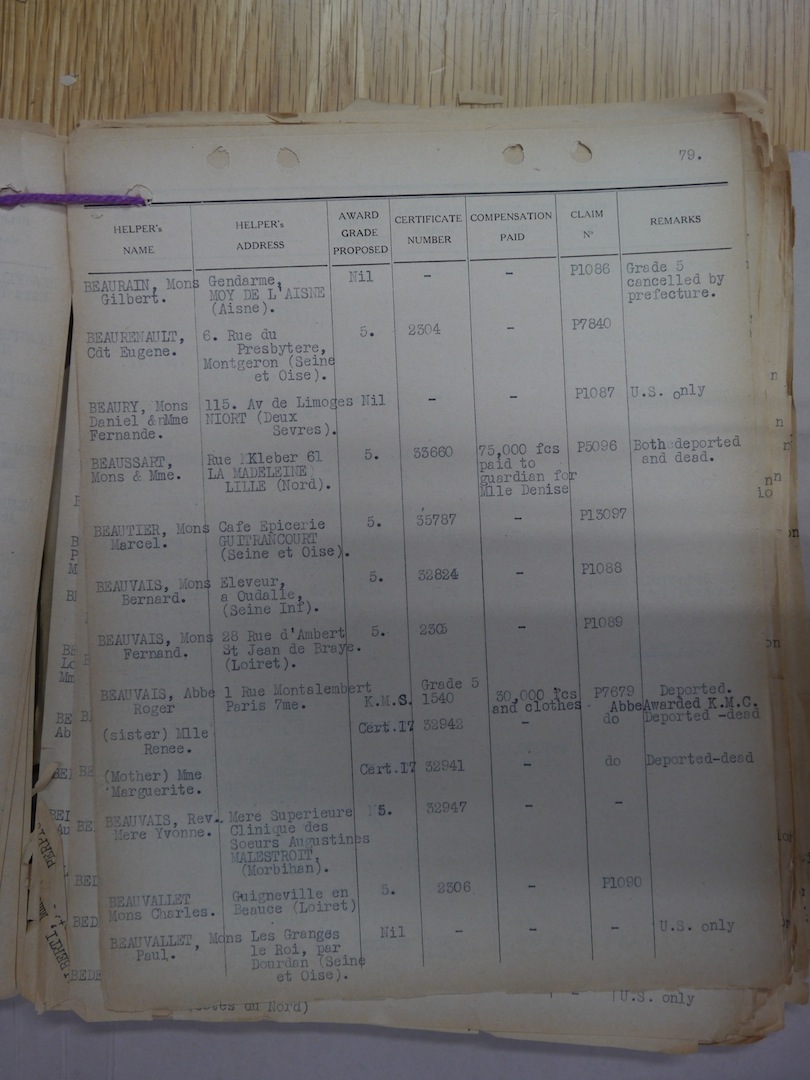 79.
HELPER's NAME HELPER's ADDRESS AWARD GRADE PROPOSED CERTIFICATE NUMBER COMPENSATION PAID CLAIM Nº REMARKS
BEAURAIN, Mons Gendarme, Nil - - P1086 Grade 5
Gilbert. MOY DE L'AISNE cancelled by
(Aisne). prefecture.
BEAURENAULT, 6. Rue du 5. 2304 - P7840
Cdt Eugene. Presbytere,
Montgeron (Seine
et Oise).
BEAURY, Mons 115. Av de Limoges Nil - - P1087 U.S. only
Daniel & Mme NIORT (Deux
Fernande. Sevres).
BEAUSSART, Rue Kleber 61 5. 33660 75,000 fcs P5096 Both deported
Mons & Mme. LA MADELEINE paid to and dead.
LILLE (Nord). guardian for
Mlle Denise
BEAUTIER, Mons Cafe Epicerie 5. 35787 - P13097
Marcel. GUITRANCOURT
(Seine et Oise).
BEAUVAIS, Mons Eleveur, 5. 32824 - P1088
Bernard. a Oudalle,
(Seine Inf).
BEAUVAIS, Mons 28 Rue d'Ambert 5. - P1089
Fernand. St Jean de Braye.
(Loiret).
BEAUVAIS, Abbe 1 Rue Montalembert Grade 5 30,000 fcs P7679 Deported.
Roger Paris 7me. K.M.S. 1540 and clothes Abbe Awarded K.M.C.
(sister) Mlle Cert.17 32942 - do Deported -dead
Renee.
(Mother) Mme Cert.17 32941 - do Deported-dead
Marguerite.
BEAUVAIS, Rev. Mere Superieure 5. 32947 - -
Mere Yvonne. Clinique des
Soeurs Augustines
MALESTROIT,
(Morbihan).
BEAUVALLET Guigneville en 5. 2306 - P1090
Mons Charles. Beauce (Loiret)
BEAUVALLET, Mons Les Granges Nil - - - U.S. only
Paul. le Roi, par
Dourdan (Seine
et Oise).
du Nord) - U.S. only